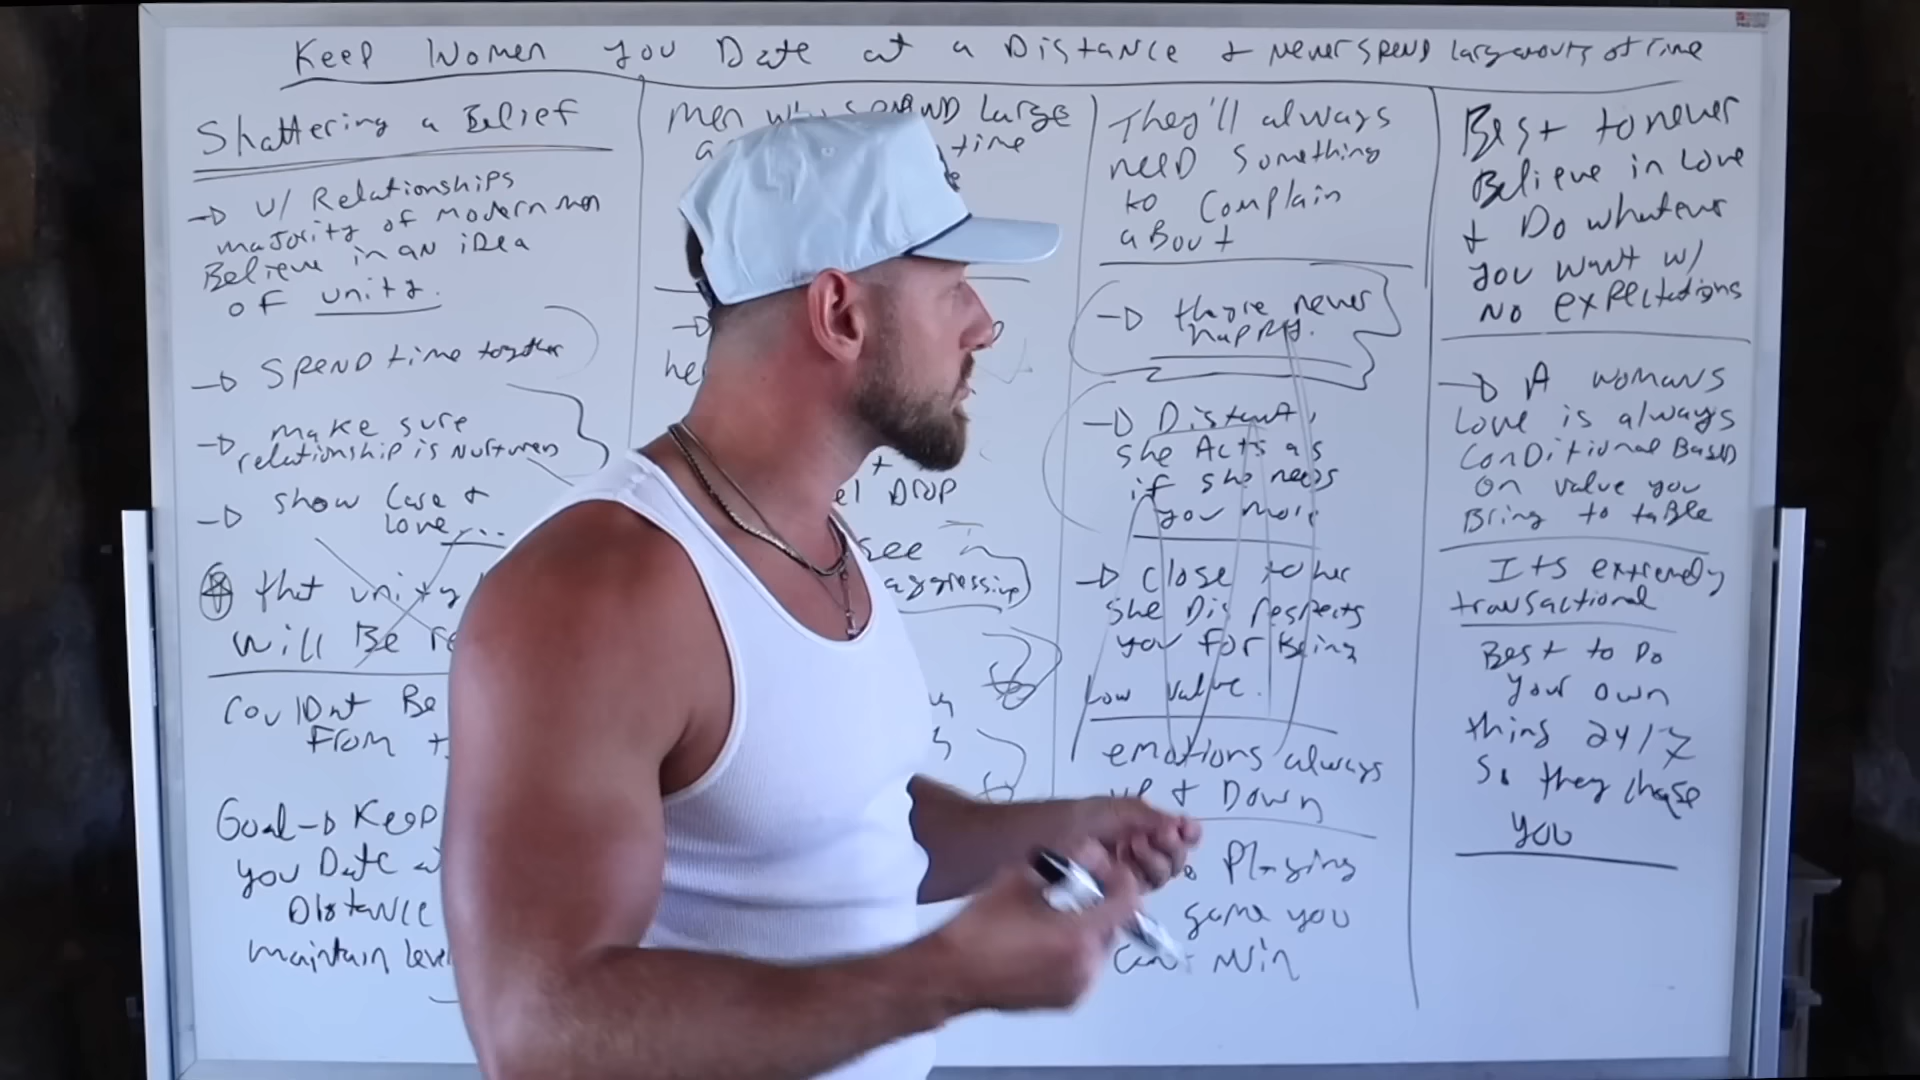 Keep Women you Date at a Distance + never spend large amouts of time
Shattering a Belief
→ w/ Relationships
majority of modern men
Believe in an iDea
of unity.
→ SPEND time together
→ make sure
relationship is nurtured
→ show Care +
love...
that unity
will Be re
CoulDnt Be
From t
Goal → Keep
you Date at
Distance
maintain level
men who spend large
a time
he
+
el DROP
see
aggressive
They'll always
need something
to complain
about
→ they're never
happy.
→ Distant,
she Acts as
if she needs
you more
→ Close to her
she Disrespects
you for Being
low value.
emotions always
up + Down
Playing
game you
can't win
Best to never
Believe in Love
+ Do whatever
you want w/
no expectations
→ A womans
Love is always
ConDitional Based
on value you
Bring to table
Its extremely
transactional
Best to Do
your own
thing 24/7
So they chase
you